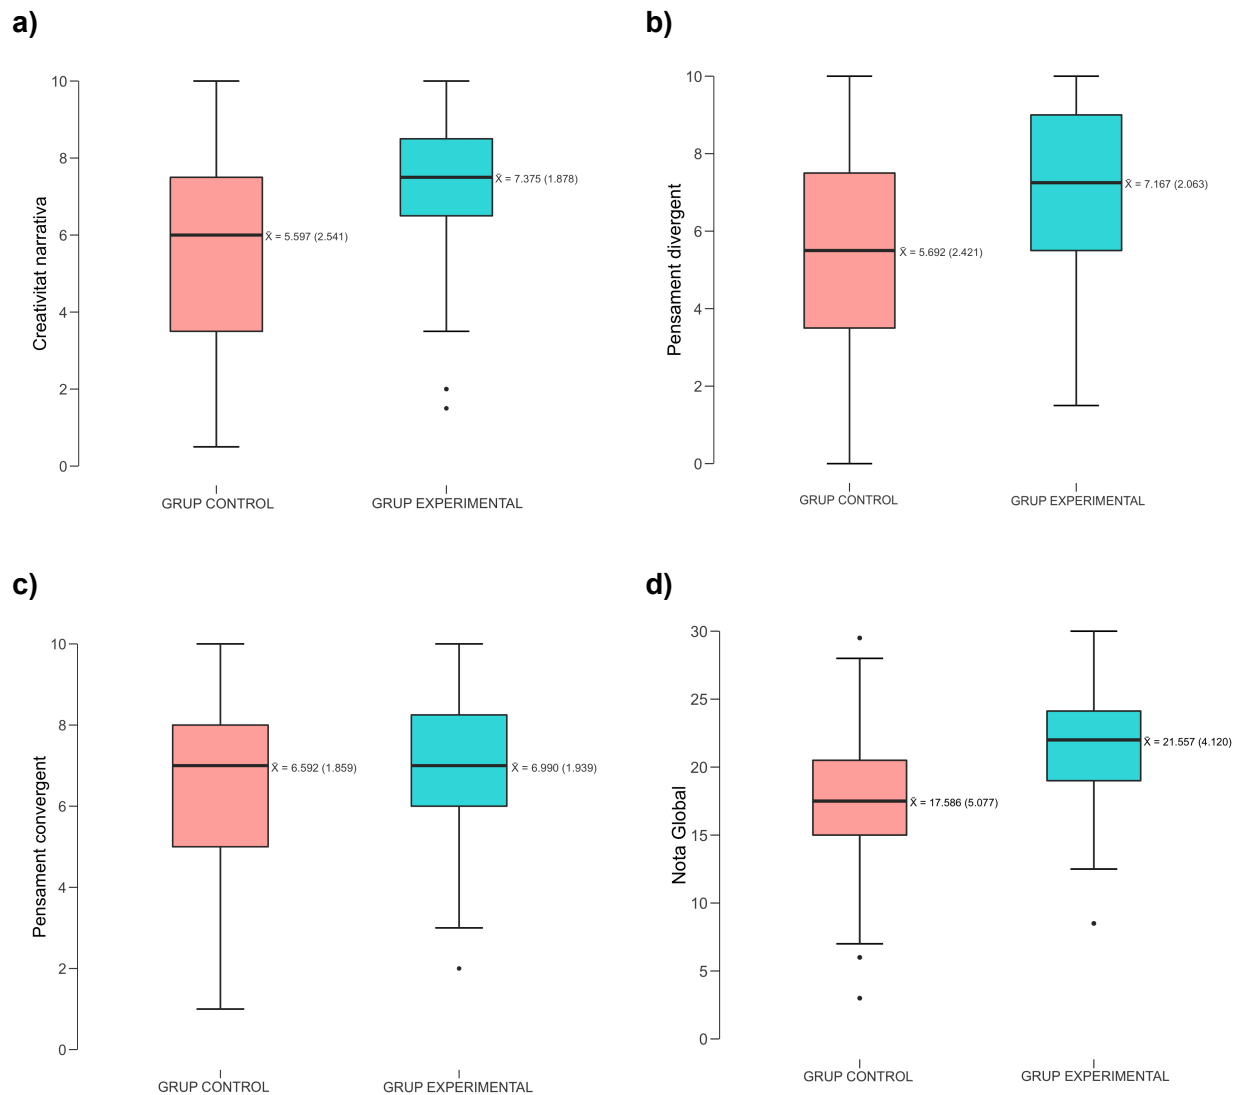 a)
10
8
6
4
2
0
Creativitat narrativa
X̄ = 5.597 (2.541)
X̄ = 7.375 (1.878)
GRUP CONTROL
GRUP EXPERIMENTAL
b)
10
8
6
4
2
0
Pensament divergent
X̄ = 5.692 (2.421)
X̄ = 7.167 (2.063)
GRUP CONTROL
GRUP EXPERIMENTAL
c)
10
8
6
4
2
0
Pensament convergent
X̄ = 6.592 (1.859)
X̄ = 6.990 (1.939)
GRUP CONTROL
GRUP EXPERIMENTAL
d)
30
25
20
15
10
5
0
Nota Global
X̄ = 17.586 (5.077)
X̄ = 21.557 (4.120)
GRUP CONTROL
GRUP EXPERIMENTAL